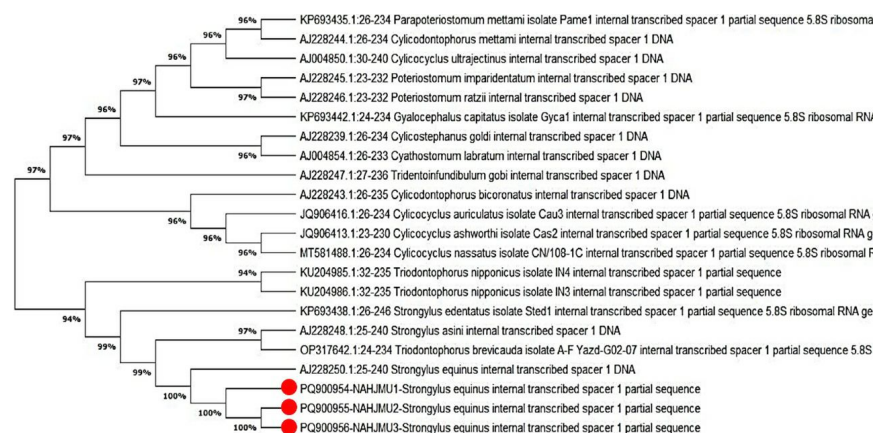 KP693435.1:26-234 Parapoteriostomum mettami isolate Pame1 internal transcribed spacer 1 partial sequence 5.8S ribosomal
96%
AJ228244.1:26-234 Cylicodontophorus mettami internal transcribed spacer 1 DNA
96%
AJ004850.1:30-240 Cylicocyclus ultrajectinus internal transcribed spacer 1 DNA
96%
AJ228245.1:23-232 Poteriostomum imparidentatum internal transcribed spacer 1 DNA
96%
AJ228246.1:23-232 Poteriostomum ratzii internal transcribed spacer 1 DNA
97%
KP693442.1:24-234 Gyalocephalus capitatus isolate Gyca1 internal transcribed spacer 1 partial sequence 5.8S ribosomal RNA
96%
AJ228239.1:26-234 Cylicostephanus goldi internal transcribed spacer 1 DNA
97%
AJ004854.1:26-233 Cyathostomum labratum internal transcribed spacer 1 DNA
96%
97%
AJ228247.1:27-236 Tridentoinfundibulum gobi internal transcribed spacer 1 DNA
AJ228243.1:26-235 Cylicodontophorus bicoronatus internal transcribed spacer 1 DNA
96%
JQ906416.1:26-234 Cylicocyclus auriculatus isolate Cau3 internal transcribed spacer 1 partial sequence 5.8S ribosomal RNA
96%
JQ906413.1:23-230 Cylicocyclus ashworthi isolate Cas2 internal transcribed spacer 1 partial sequence 5.8S ribosomal RNA ge
96%
MT581488.1:26-234 Cylicocyclus nassatus isolate CN/108-1C internal transcribed spacer 1 partial sequence 5.8S ribosomal R
94%
KU204985.1:32-235 Triodontophorus nipponicus isolate IN4 internal transcribed spacer 1 partial sequence
KU204986.1:32-235 Triodontophorus nipponicus isolate IN3 internal transcribed spacer 1 partial sequence
94%
KP693438.1:26-246 Strongylus edentatus isolate Sted1 internal transcribed spacer 1 partial sequence 5.8S ribosomal RNA ge
97%
AJ228248.1:25-240 Strongylus asini internal transcribed spacer 1 DNA
99%
OP317642.1:24-234 Triodontophorus brevicauda isolate A-F Yazd-G02-07 internal transcribed spacer 1 partial sequence 5.8S
99%
AJ228250.1:25-240 Strongylus equinus internal transcribed spacer 1 DNA
100%
PQ900954-NAHJMU1-Strongylus equinus internal transcribed spacer 1 partial sequence
100%
PQ900955-NAHJMU2-Strongylus equinus internal transcribed spacer 1 partial sequence
100%
PQ900956-NAHJMU3-Strongylus equinus internal transcribed spacer 1 partial sequence